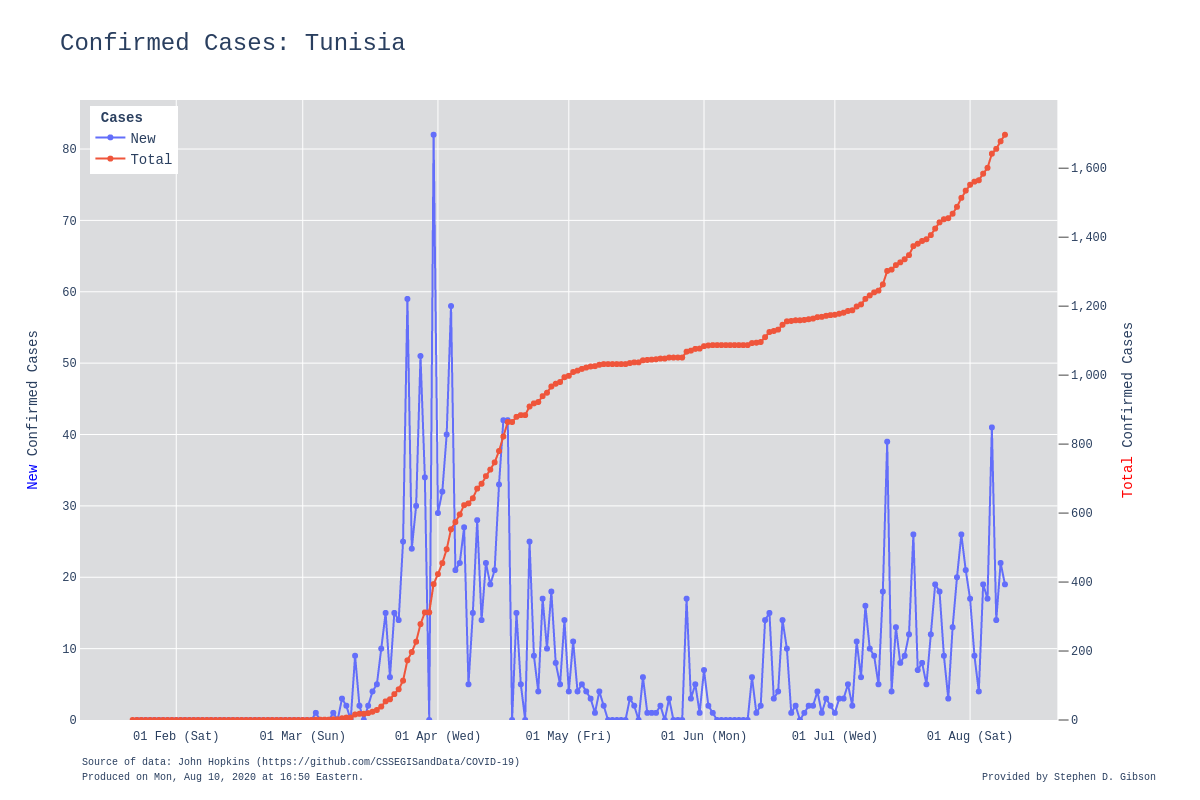 Confirmed Cases: Tunisia
Cases
New
Total
80
70
60
50
40
30
20
10
0
1,600
1,400
1,200
1,000
800
600
400
200
0
New Confirmed Cases
Total Confirmed Cases
01 Feb (Sat)
01 Mar (Sun)
01 Apr (Wed)
01 May (Fri)
01 Jun (Mon)
01 Jul (Wed)
01 Aug (Sat)
Source of data: John Hopkins (https://github.com/CSSEGISandData/COVID-19)
Produced on Mon, Aug 10, 2020 at 16:50 Eastern.
Provided by Stephen D. Gibson